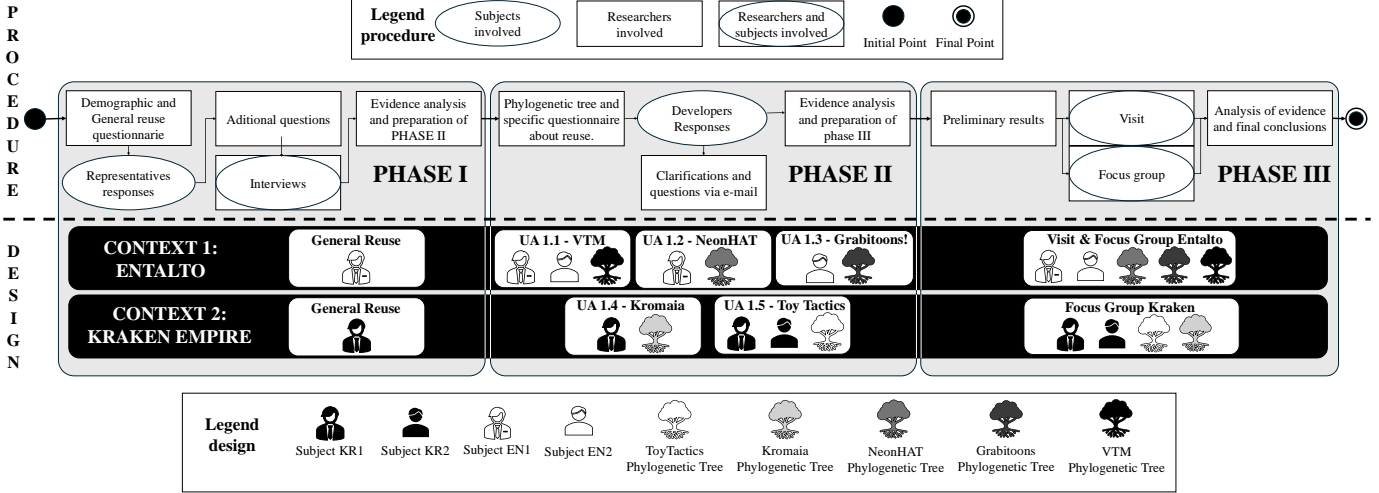 PROCEDURE
Legend
procedure
Subjects
involved
Researchers
involved
Researchers and
subjects involved
Initial Point
Final Point
Demographic and
General reuse
questionnarie
Representatives
responses
Aditional questions
Interviews
Evidence analysis
and preparation of
PHASE II
PHASE I
Phylogenetic tree and
specific questionnaire
about reuse.
Developers
Responses
Clarifications and
questions via e-mail
Evidence analysis
and preparation of
phase III
PHASE II
Preliminary results
Visit
Focus group
Analysis of evidence
and final conclusions
PHASE III
DESIGN
CONTEXT 1:
ENTALTO
General Reuse
UA 1.1 - VTM
UA 1.2 - NeonHAT
UA 1.3 - Grabitoons!
Visit & Focus Group Entalto
CONTEXT 2:
KRAKEN EMPIRE
General Reuse
UA 1.4 - Kromaia
UA 1.5 - Toy Tactics
Focus Group Kraken
Legend
design
Subject KR1
Subject KR2
Subject EN1
Subject EN2
ToyTactics
Phylogenetic Tree
Kromaia
Phylogenetic Tree
NeonHAT
Phylogenetic Tree
Grabitoons
Phylogenetic Tree
VTM
Phylogenetic Tree